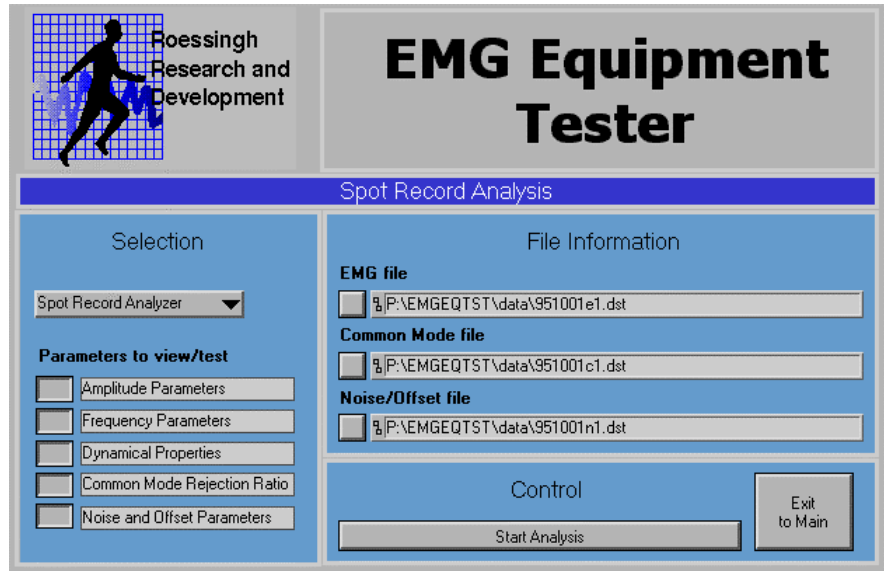 Roessingh
Research and
Development
EMG Equipment
Tester
Spot Record Analysis
Selection
Spot Record Analyzer
Parameters to view/test
Amplitude Parameters
Frequency Parameters
Dynamical Properties
Common Mode Rejection Ratio
Noise and Offset Parameters
File Information
EMG file
P:\EMGEQTST\data\951001e1.dst
Common Mode file
P:\EMGEQTST\data\951001c1.dst
Noise/Offset file
P:\EMGEQTST\data\951001n1.dst
Control
Start Analysis
Exit
to Main